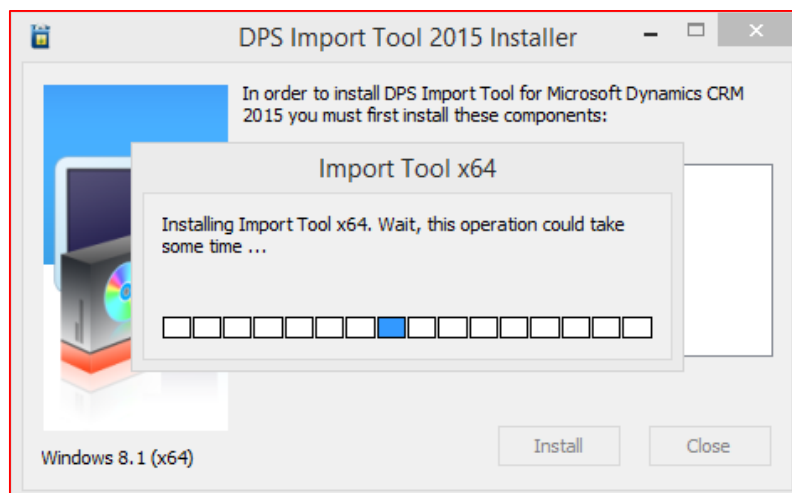 DPS Import Tool 2015 Installer
In order to install DPS Import Tool for Microsoft Dynamics CRM
2015 you must first install these components:
Import Tool x64
Installing Import Tool x64. Wait, this operation could take
some time ...
Install
Close
Windows 8.1 (x64)